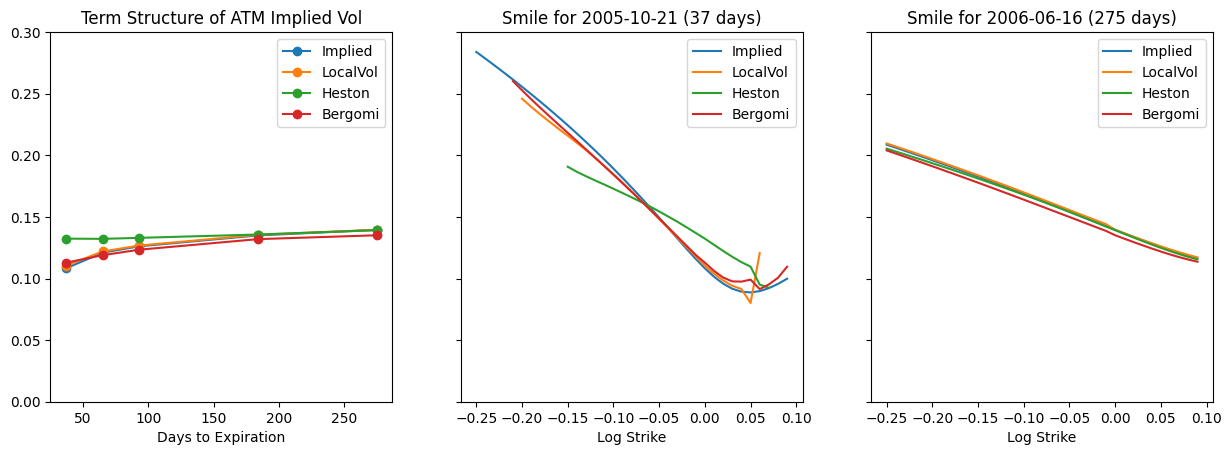 Term Structure of ATM Implied Vol
0.30
0.25
0.20
0.15
0.10
0.05
0.00
50 100 150 200 250
Days to Expiration
Implied
LocalVol
Heston
Bergomi
Smile for 2005-10-21 (37 days)
Implied
LocalVol
Heston
Bergomi
−0.25 −0.20 −0.15 −0.10 −0.05 0.00 0.05 0.10
Log Strike
Smile for 2006-06-16 (275 days)
Implied
LocalVol
Heston
Bergomi
−0.25 −0.20 −0.15 −0.10 −0.05 0.00 0.05 0.10
Log Strike